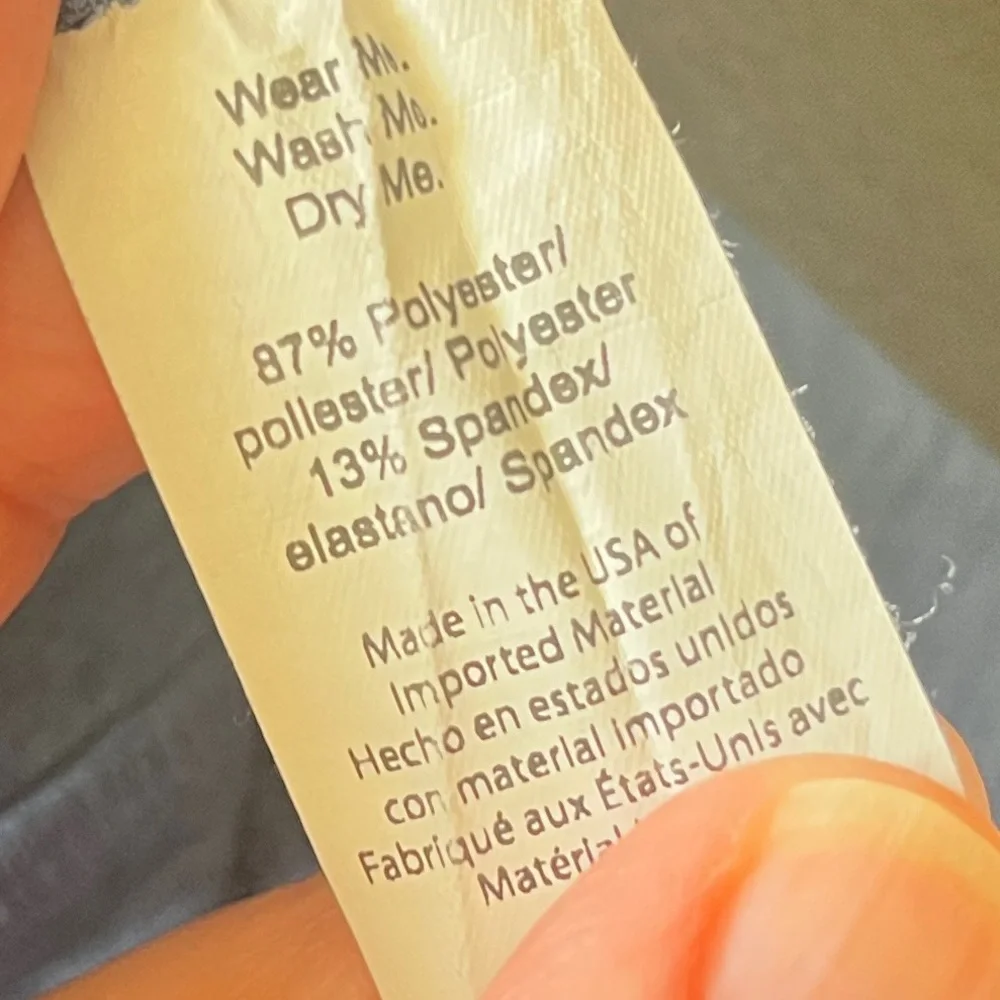 Wear Me.
Wash Me.
Dry Me.
87% Polyester/
poliester/ Polyester
13% Spandex/
elastano/ Spandex
Made in the USA of
Imported Material
Hecho en estados unidos
con material importado
Fabriqué aux États-Unis avec